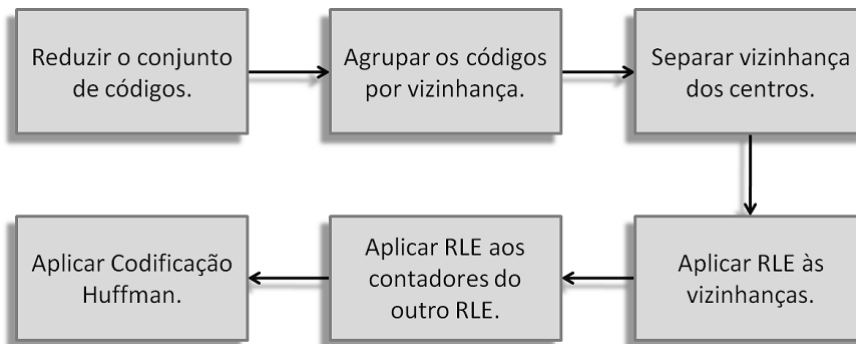 Reduzir o conjunto
de códigos.
Agrupar os códigos
por vizinhança.
Separar vizinhança
dos centros.
Aplicar RLE às
vizinhanças.
Aplicar RLE aos
contadores do
outro RLE.
Aplicar Codificação
Huffman.